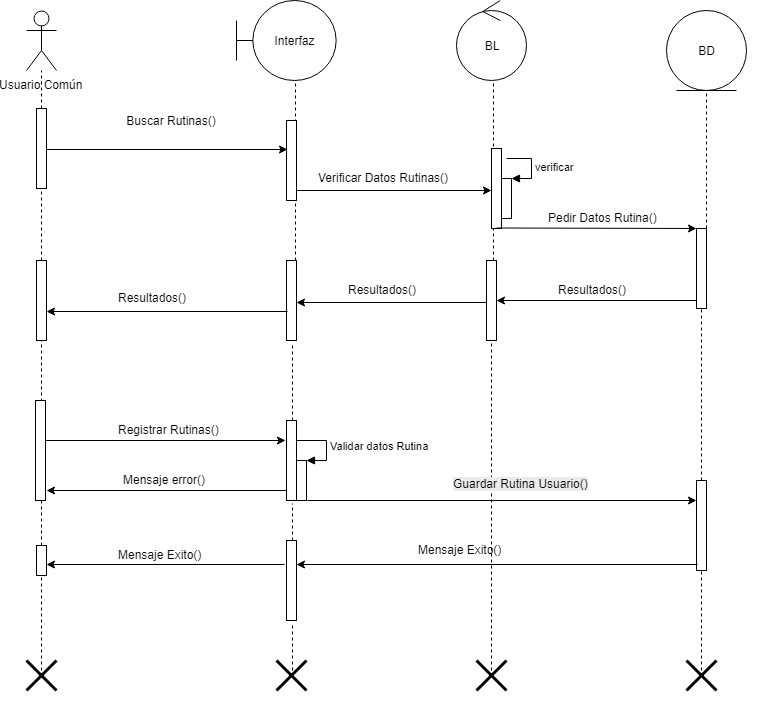 Interfaz
BL
BD
Usuario Común
Buscar Rutinas()
Verificar Datos Rutinas()
verificar
Pedir Datos Rutina()
Resultados()
Resultados()
Resultados()
Registrar Rutinas()
Validar datos Rutina
Mensaje error()
Guardar Rutina Usuario()
Mensaje Exito()
Mensaje Exito()